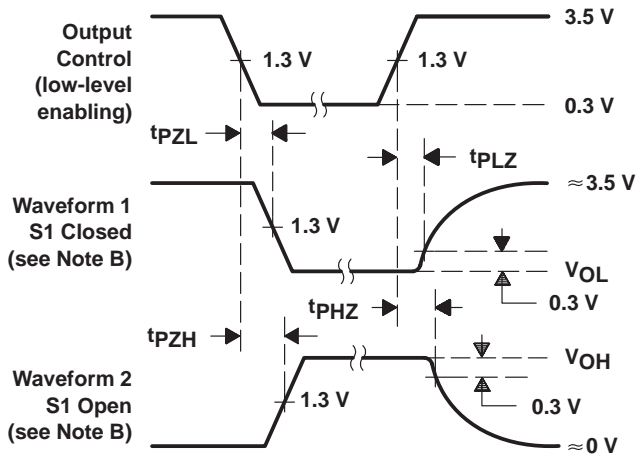 Output
Control
(low-level
enabling)
3.5 V
1.3 V
1.3 V
0.3 V
tPZL
tPLZ
Waveform 1
S1 Closed
(see Note B)
1.3 V
≈3.5 V
VOL
0.3 V
tPHZ
tPZH
Waveform 2
S1 Open
(see Note B)
1.3 V
VOH
0.3 V
≈0 V